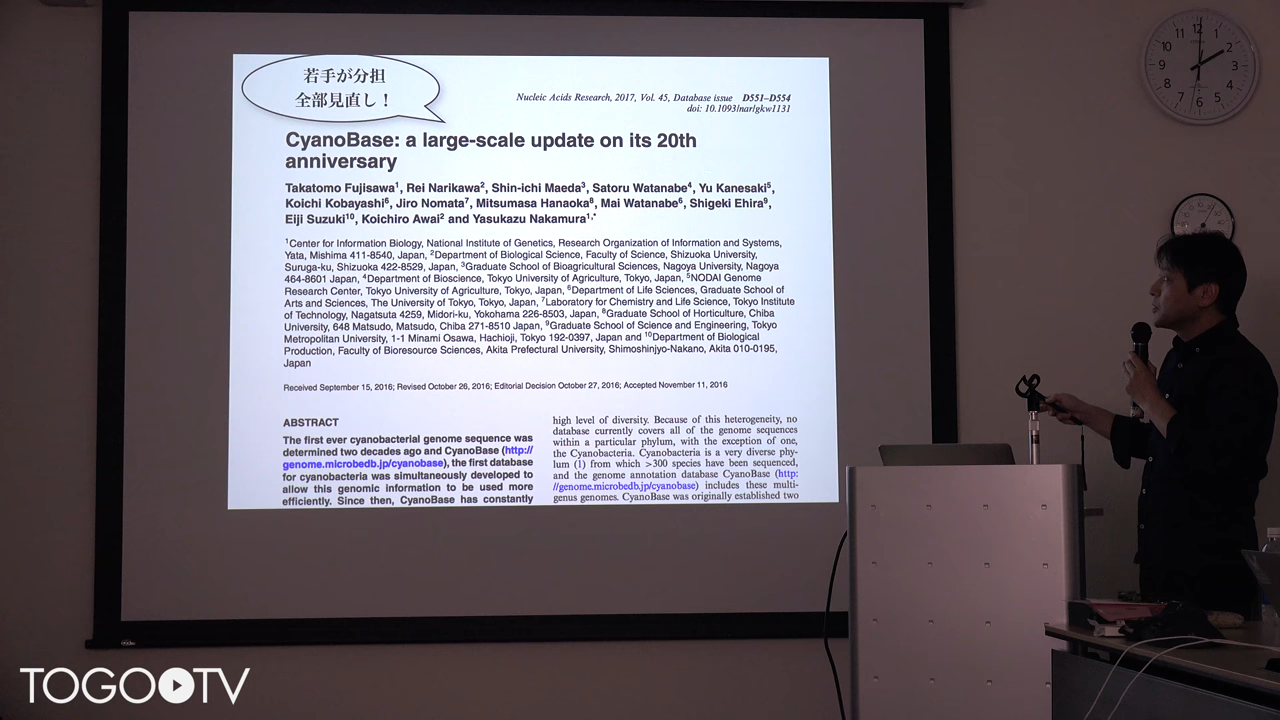 若手が分担
全部見直し！
Nucleic Acids Research, 2017, Vol. 45, Database issue D551–D554
doi: 10.1093/nar/gkw1131
CyanoBase: a large-scale update on its 20th
anniversary
Takatomo Fujisawa1, Rei Narikawa2, Shin-ichi Maeda3, Satoru Watanabe4, Yu Kanesaki5,
Koichi Kobayashi6, Jiro Nomata7, Mitsumasa Hanaoka8, Mai Watanabe6, Shigeki Ehira9,
Eiji Suzuki10, Koichiro Awai2 and Yasukazu Nakamura1,*
1Center for Information Biology, National Institute of Genetics, Research Organization of Information and Systems,
Yata, Mishima 411-8540, Japan, 2Department of Biological Science, Faculty of Science, Shizuoka University,
Suruga-ku, Shizuoka 422-8529, Japan, 3Graduate School of Bioagricultural Sciences, Nagoya University, Nagoya
464-8601 Japan, 4Department of Bioscience, Tokyo University of Agriculture, Tokyo, Japan, 5NODAI Genome
Research Center, Tokyo University of Agriculture, Tokyo, Japan, 6Department of Life Sciences, Graduate School of
Arts and Sciences, The University of Tokyo, Tokyo, Japan, 7Laboratory for Chemistry and Life Science, Tokyo Institute
of Technology, Nagatsuta 4259, Midori-ku, Yokohama 226-8503, Japan, 8Graduate School of Horticulture, Chiba
University, 648 Matsudo, Matsudo, Chiba 271-8510 Japan, 9Graduate School of Science and Engineering, Tokyo
Metropolitan University, 1-1 Minami Osawa, Hachioji, Tokyo 192-0397, Japan and 10Department of Biological
Production, Faculty of Bioresource Sciences, Akita Prefectural University, Shimoshinjyo-Nakano, Akita 010-0195,
Japan
Received September 15, 2016; Revised October 26, 2016; Editorial Decision October 27, 2016; Accepted November 11, 2016
ABSTRACT
The first ever cyanobacterial genome sequence was
determined two decades ago and CyanoBase (http://
genome.microbedb.jp/cyanobase), the first database
for cyanobacteria was simultaneously developed to
allow this genomic information to be used more
efficiently. Since then, CyanoBase has constantly
high level of diversity. Because of this heterogeneity, no
database currently covers all of the genome sequences
within a particular phylum, with the exception of one,
the Cyanobacteria. Cyanobacteria is a very diverse phy-
lum (1) from which >300 species have been sequenced,
and the genome annotation database CyanoBase (http:
//genome.microbedb.jp/cyanobase) includes these multi-
genus genomes. CyanoBase was originally established two
12
1
2
3
4
5
6
7
8
9
10
11
TOGO TV